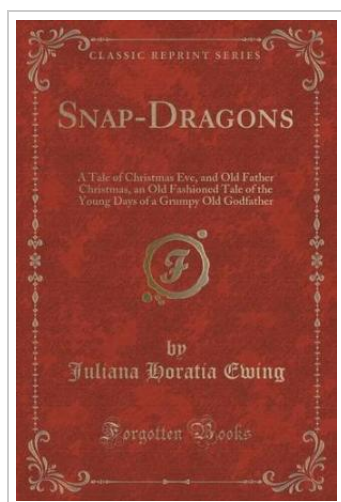 CLASSIC REPRINT SERIES
SNAP-DRAGONS
A Tale of Christmas Eve, and Old Father
Christmas, an Old Fashioned Tale of the
Young Days of a Grumpy Old Godfather
F
by
Juliana Horatia Ewing
Forgotten Books